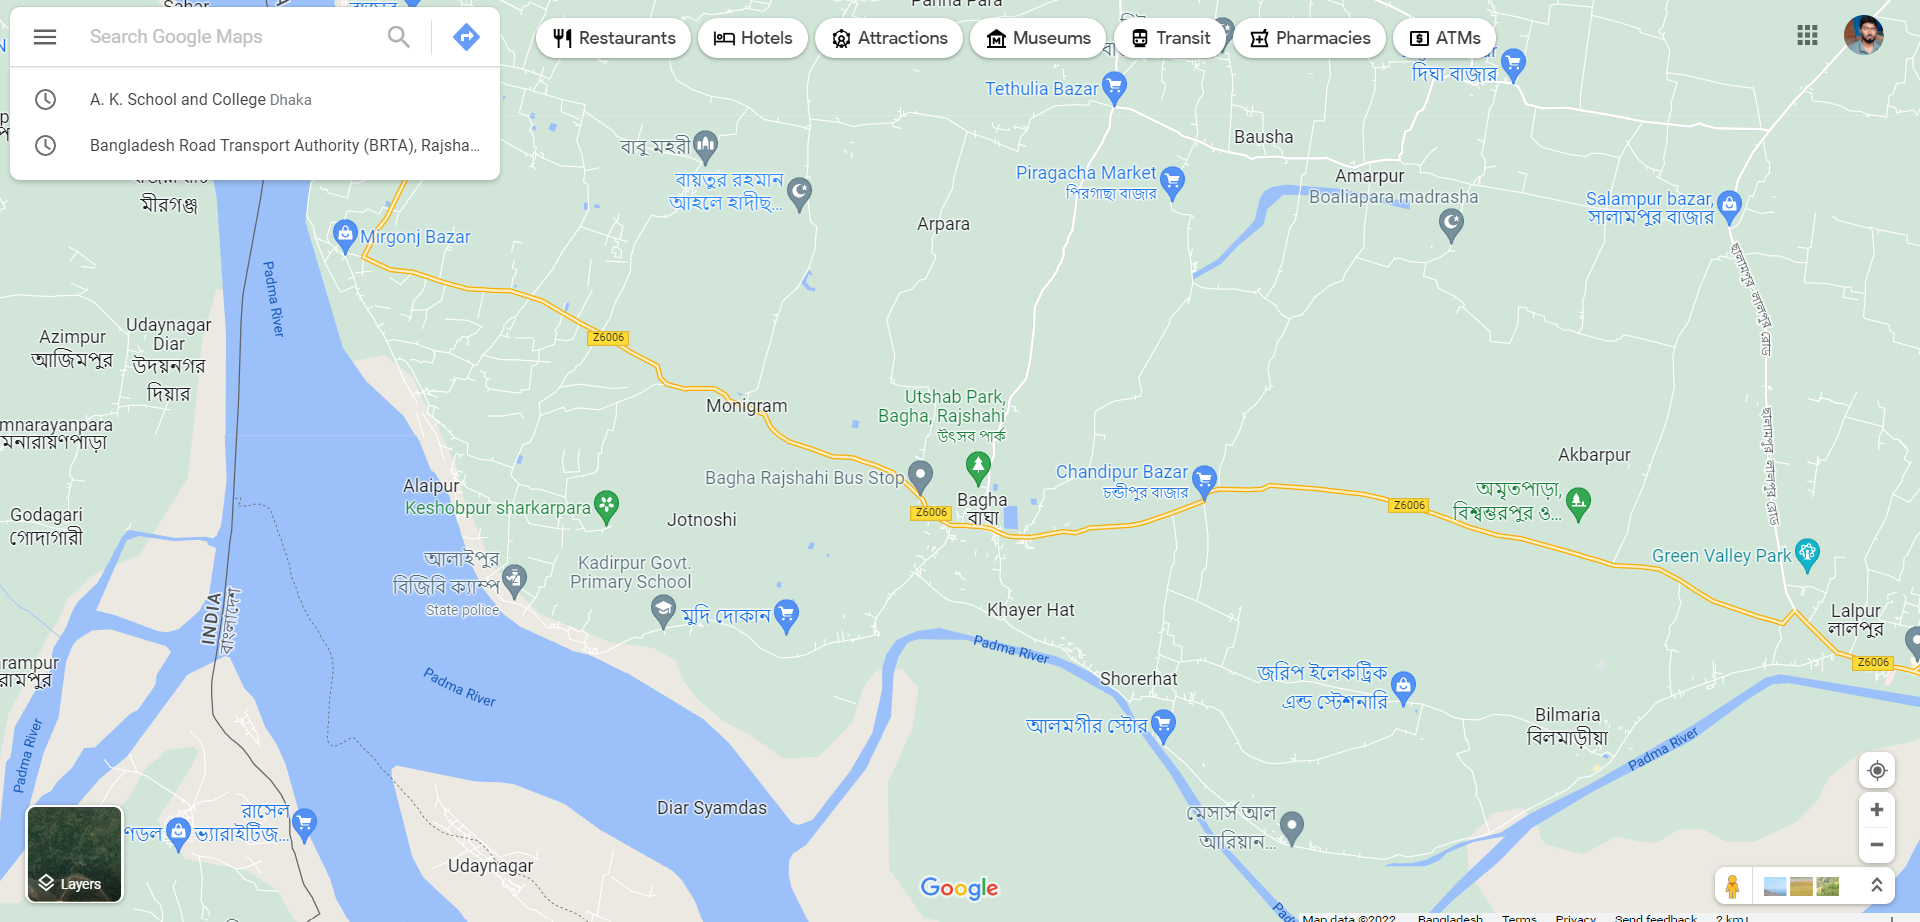 Search Google Maps
A. K. School and College Dhaka
Bangladesh Road Transport Authority (BRTA), Rajsha...
Restaurants
Hotels
Attractions
Museums
Transit
Pharmacies
ATMs
Tethulia Bazar
দিঘা বাজার
Bausha
বাবু মহরী
বায়তুর রহমান
আহলে হাদীছ...
Piragacha Market
পিরগাছা বাজার
Amarpur
Boaliapara madrasha
Salampur bazar,
সালামপুর বাজার
মীরগঞ্জ
Mirgonj Bazar
Arpara
Padma River
ছালামপুর - লালপুর রোড
Azimpur
আজিমপুর
Udaynagar
Diar
উদয়নগর
দিয়ার
Z6006
Monigram
Utshab Park,
Bagha, Rajshahi
উৎসব পার্ক
mnarayanpara
মনারায়ণপাড়া
ছালামপুর লালপুর রোড
Akbarpur
Bagha Rajshahi Bus Stop
Chandipur Bazar
চন্ডীপুর বাজার
Alaipur
Keshobpur sharkarpara
Jotnoshi
Bagha
বাঘা
Z6006
Z6006
অমৃতপাড়া,
বিশ্বম্ভরপুর ও...
Godagari
গোদাগারী
Green Valley Park
আলাইপুর
বিজিবি ক্যাম্প
State police
Kadirpur Govt.
Primary School
মুদি দোকান
Khayer Hat
INDIA
বাংলাদেশ
Lalpur
লালপুর
Z6006
Padma River
rampur
রামপুর
Padma River
Shorerhat
জরিপ ইলেকট্রিক
এন্ড স্টেশনারি
আলমগীর স্টোর
Bilmaria
বিলমাড়ীয়া
Padma River
Padma River
Diar Syamdas
রাসেল
ভ্যারাইটিজ...
ণ্ডল
মেসার্স আল
আরিয়ান...
Udaynagar
Layers
Google
Map data ©2022
Bangladesh
Terms
Privacy
Send feedback
2 km